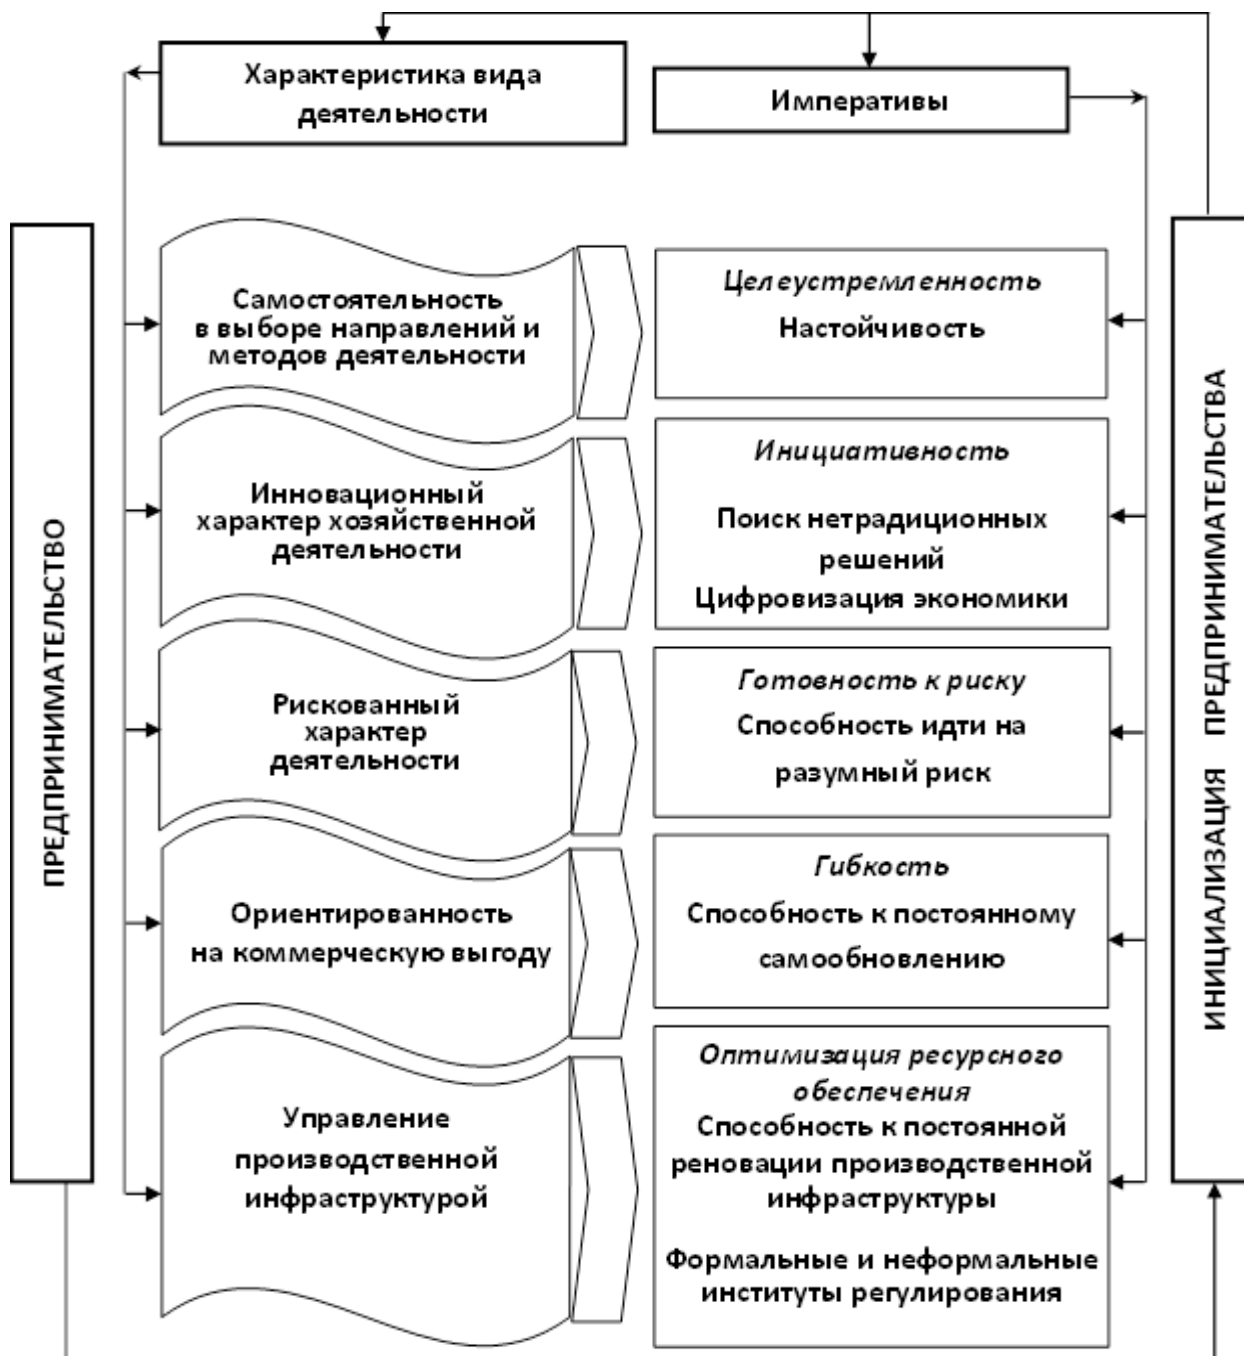 Характеристика вида
деятельности
Императивы
ПРЕДПРИНИМАТЕЛЬСТВО
Самостоятельность
в выборе направлений и
методов деятельности
Целеустремленность
Настойчивость
Инновационный
характер хозяйственной
деятельности
Инициативность
Поиск нетрадиционных
решений
Цифровизация экономики
Рискованный
характер
деятельности
Готовность к риску
Способность идти на
разумный риск
Ориентированность
на коммерческую выгоду
Гибкость
Способность к постоянному
самообновлению
Управление
производственной
инфраструктурой
Оптимизация ресурсного
обеспечения
Способность к постоянной
реновации производственной
инфраструктуры
Формальные и неформальные
институты регулирования
ИНИЦИАЛИЗАЦИЯ ПРЕДПРИНИМАТЕЛЬСТВА